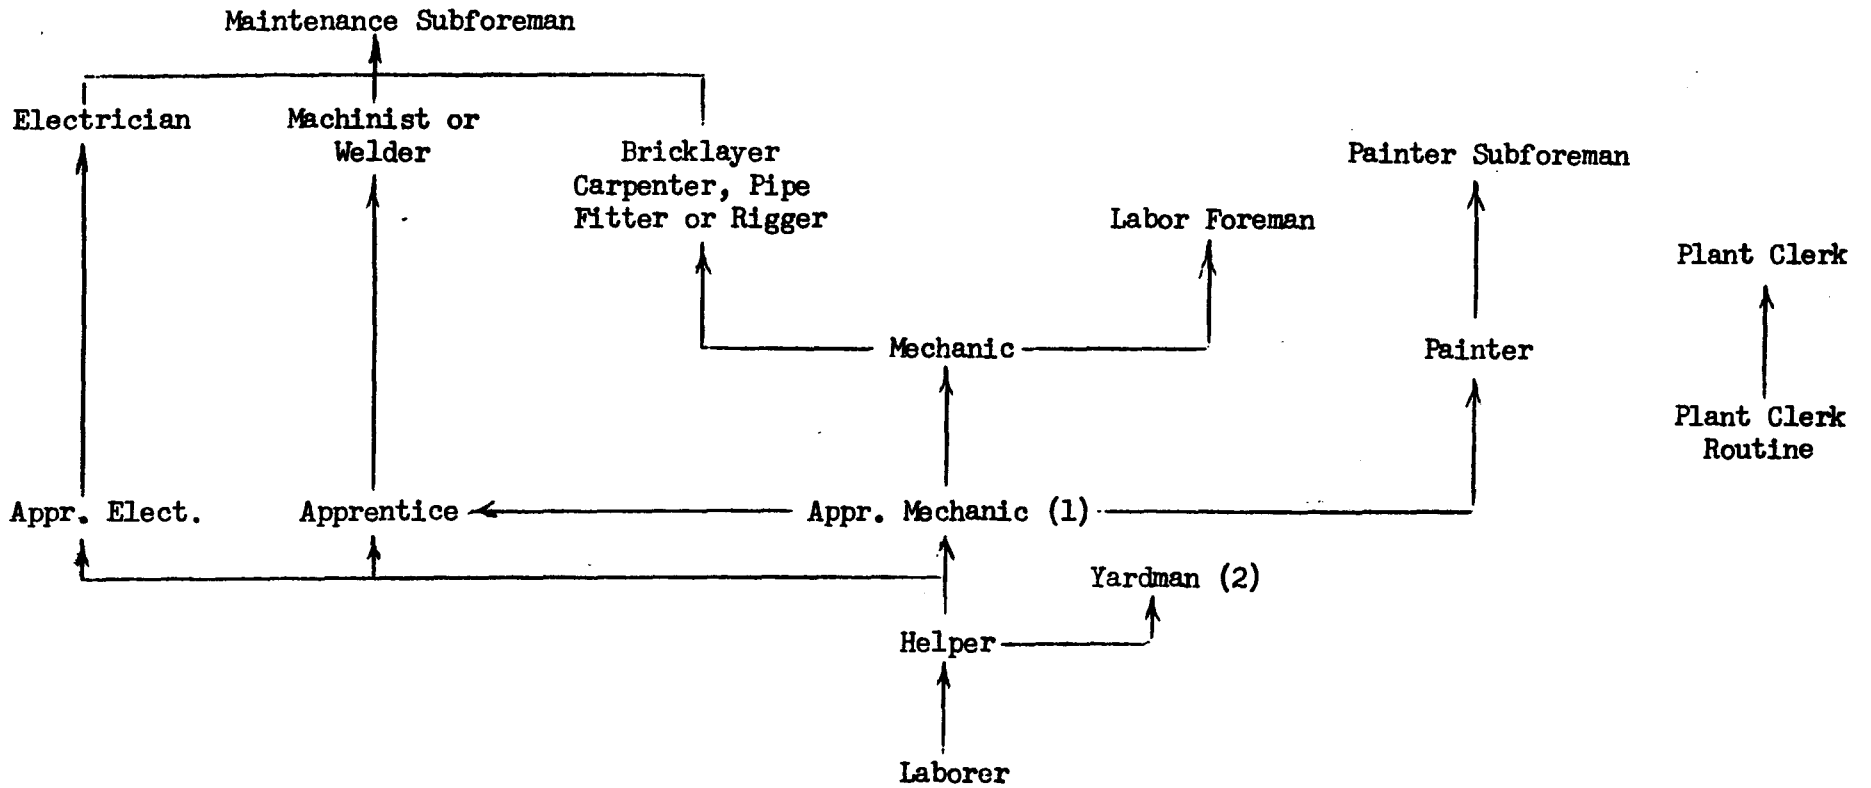 Maintenance Subforeman
Electrician
Machinist or
Welder
Bricklayer
Carpenter, Pipe
Fitter or Rigger
Painter Subforeman
Labor Foreman
Plant Clerk
Mechanic
Painter
Plant Clerk
Routine
Appr. Elect.
Apprentice
Appr. Mechanic (1)
Yardman (2)
Helper
Laborer